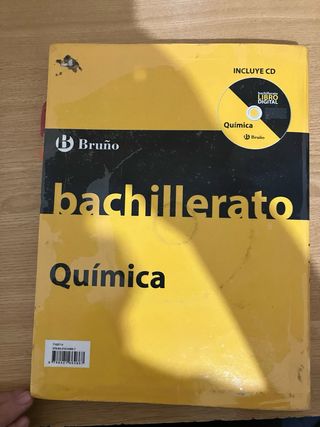 INCLUYE CD
LIBRO
DIGITAL
Química
Bruño
B Bruño
bachillerato
Química